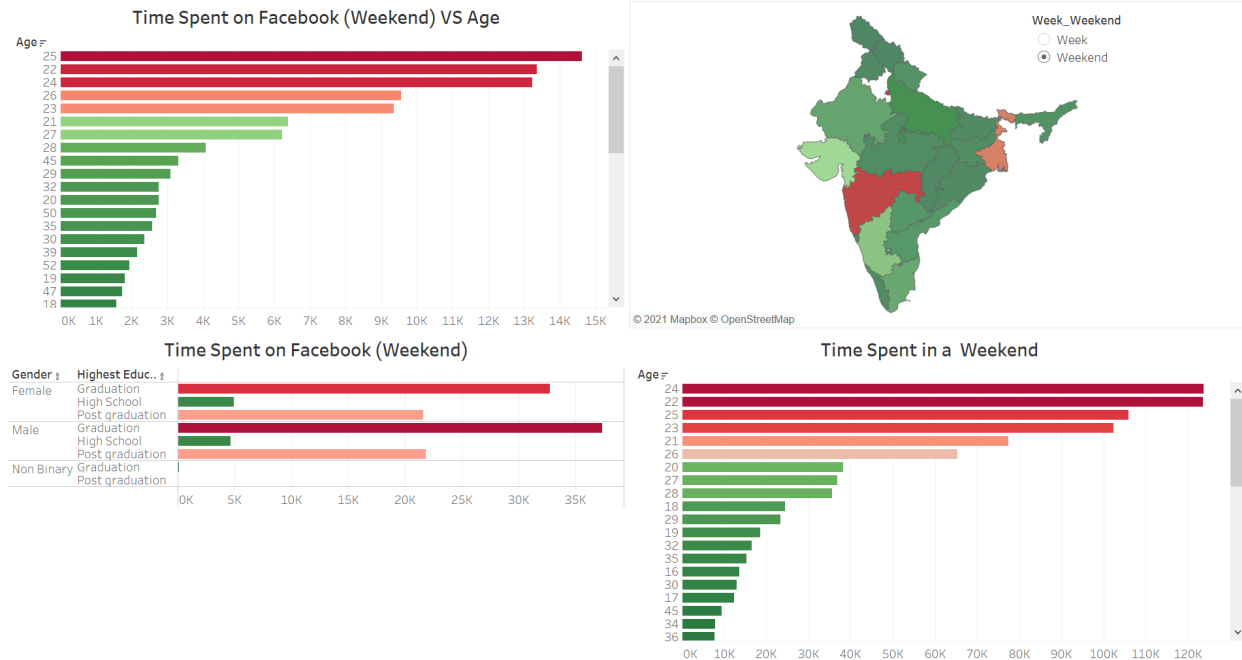 Time Spent on Facebook (Weekend) VS Age
Age
25
22
24
26
23
21
27
28
45
29
32
20
50
35
30
39
52
19
47
18
0K 1K 2K 3K 4K 5K 6K 7K 8K 9K 10K 11K 12K 13K 14K 15K
Week_Weekend
Week
Weekend
© 2021 Mapbox © OpenStreetMap
Time Spent on Facebook (Weekend)
Gender Highest Educ..
Female Graduation
High School
Post graduation
Male Graduation
High School
Post graduation
Non Binary Graduation
Post graduation
0K 5K 10K 15K 20K 25K 30K 35K
Time Spent in a Weekend
Age
24
22
25
23
21
26
20
27
28
18
29
19
32
35
16
30
17
45
34
36
0K 10K 20K 30K 40K 50K 60K 70K 80K 90K 100K 110K 120K